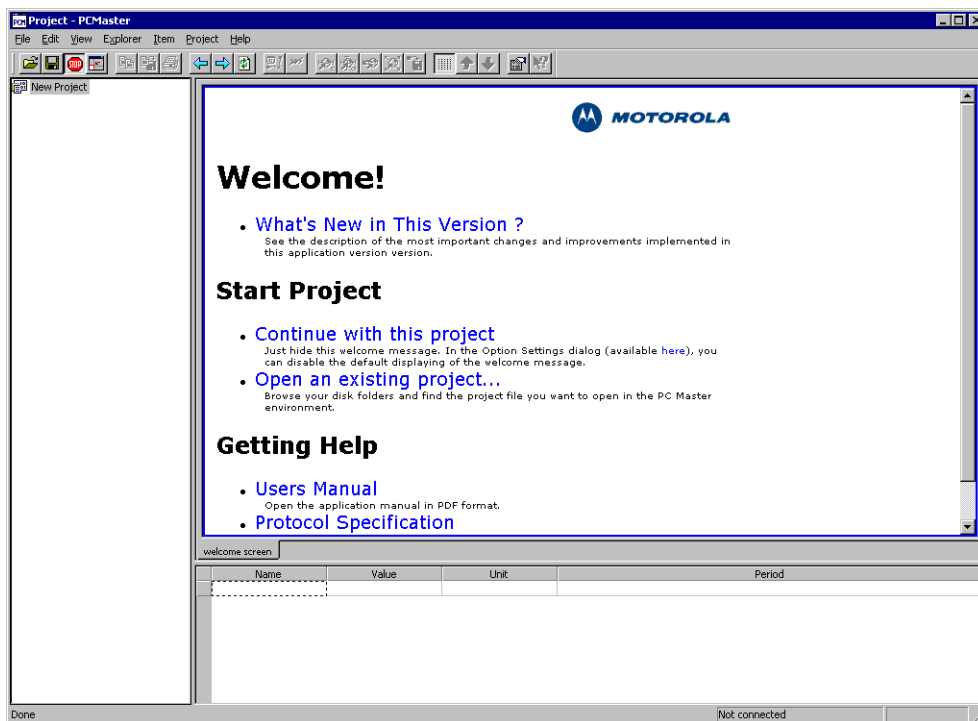 Project - PCMaster
File Edit View Explorer Item Project Help
STOP
New Project
MOTOROLA
Welcome!
What's New in This Version ?
See the description of the most important changes and improvements implemented in
this application version version.
Start Project
Continue with this project
Just hide this welcome message. In the Option Settings dialog (available here), you
can disable the default displaying of the welcome message.
Open an existing project...
Browse your disk folders and find the project file you want to open in the PC Master
environment.
Getting Help
Users Manual
Open the application manual in PDF format.
Protocol Specification
welcome screen
Name Value Unit Period
Done Not connected